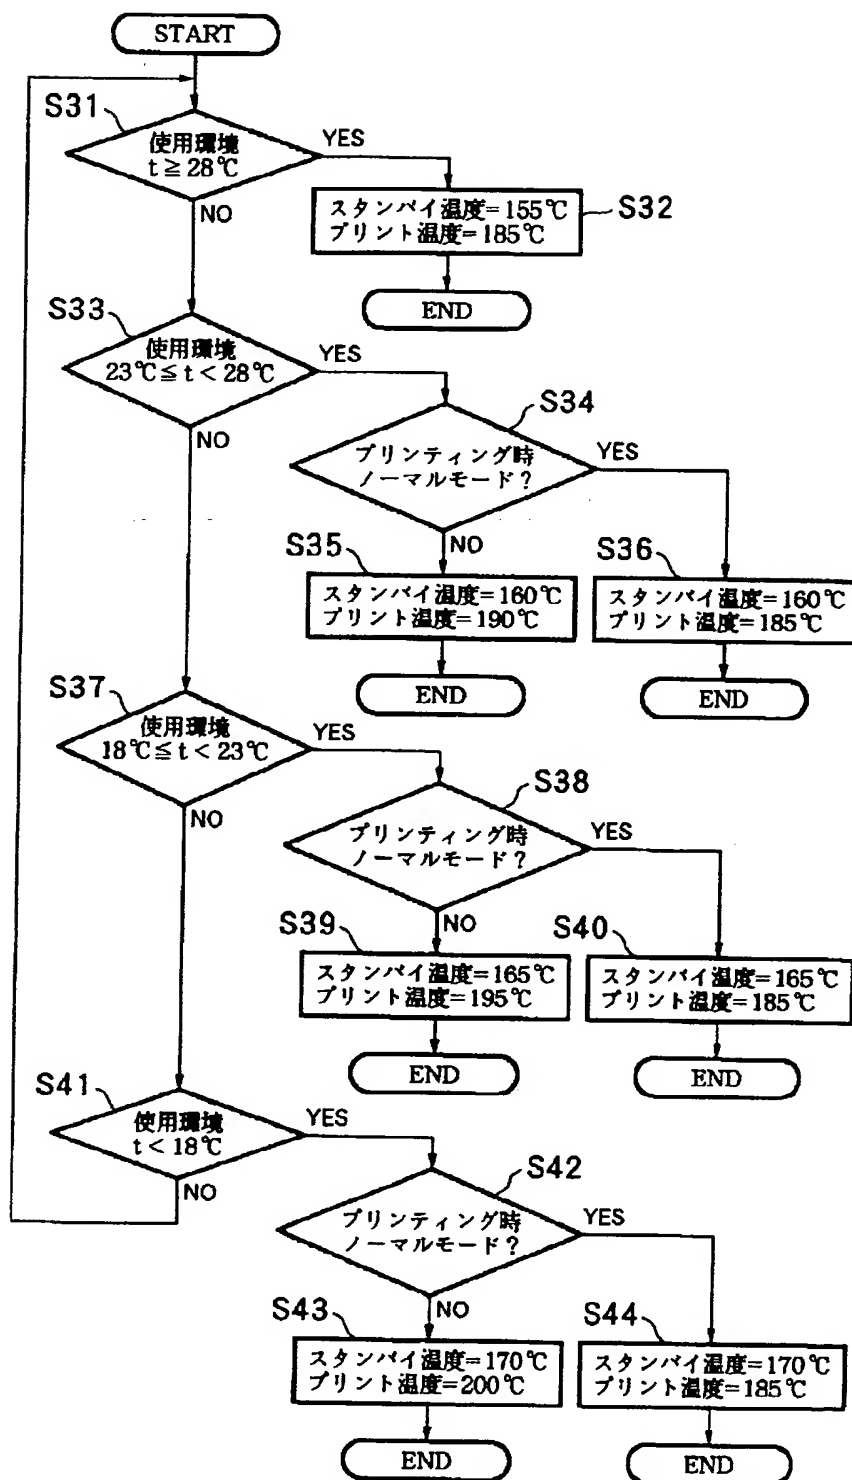 START
S31
使用環境
t≧28℃
YES
NO
スタンバイ温度=155℃
プリント温度=185℃
S32
END
S33
使用環境
23℃≦t<28℃
YES
NO
S34
プリンティング時
ノーマルモード?
YES
NO
S35
スタンバイ温度=160℃
プリント温度=190℃
END
S36
スタンバイ温度=160℃
プリント温度=185℃
END
S37
使用環境
18℃≦t<23℃
YES
NO
S38
プリンティング時
ノーマルモード?
YES
NO
S39
スタンバイ温度=165℃
プリント温度=195℃
END
S40
スタンバイ温度=165℃
プリント温度=185℃
END
S41
使用環境
t<18℃
YES
NO
S42
プリンティング時
ノーマルモード?
YES
NO
S43
スタンバイ温度=170℃
プリント温度=200℃
END
S44
スタンバイ温度=170℃
プリント温度=185℃
END